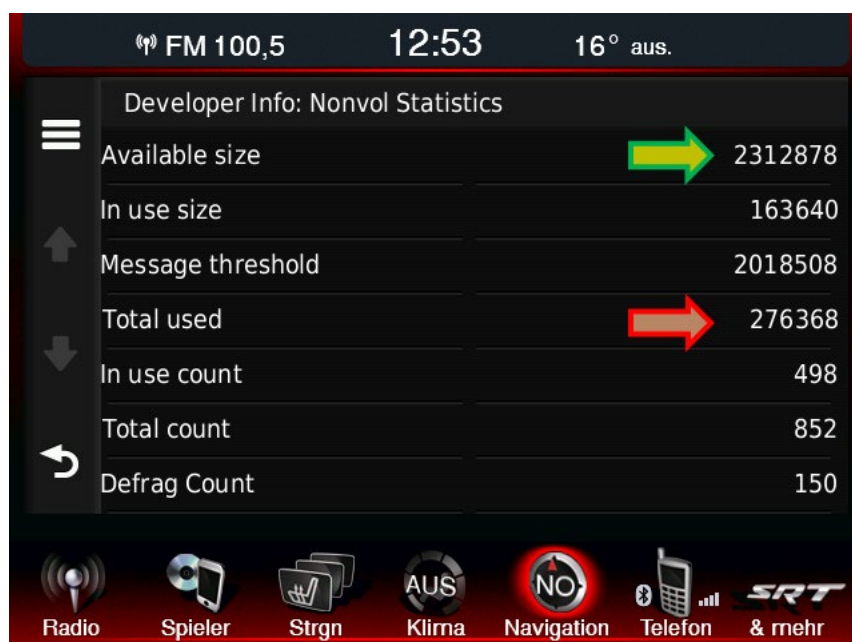 FM 100,5 12:53 16° aus.
Developer Info: Nonvol Statistics
Available size 2312878
In use size 163640
Message threshold 2018508
Total used 276368
In use count 498
Total count 852
Defrag Count 150
AUS NO SRT
Radio Spieler Strgn Klima Navigation Telefon & mehr